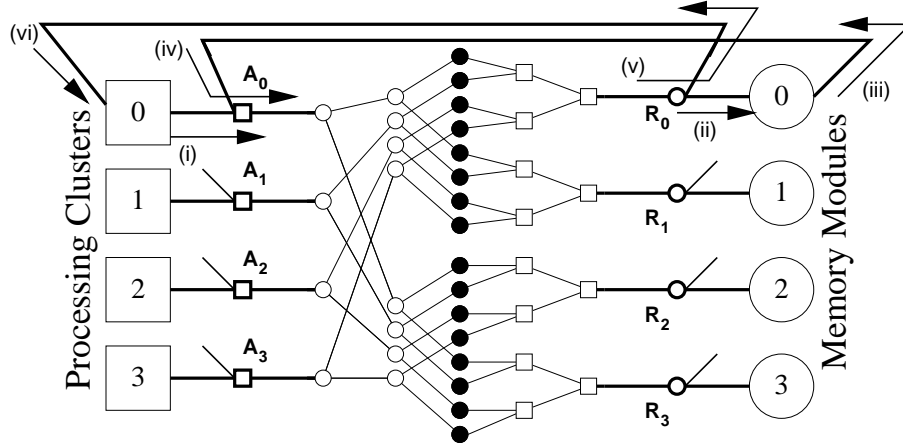 (vi)
(iv)
A0
0
(i)
(v)
R0
(ii)
0
(iii)
A1
1
R1
1
A2
2
R2
2
A3
3
R3
3
Processing Clusters
Memory Modules